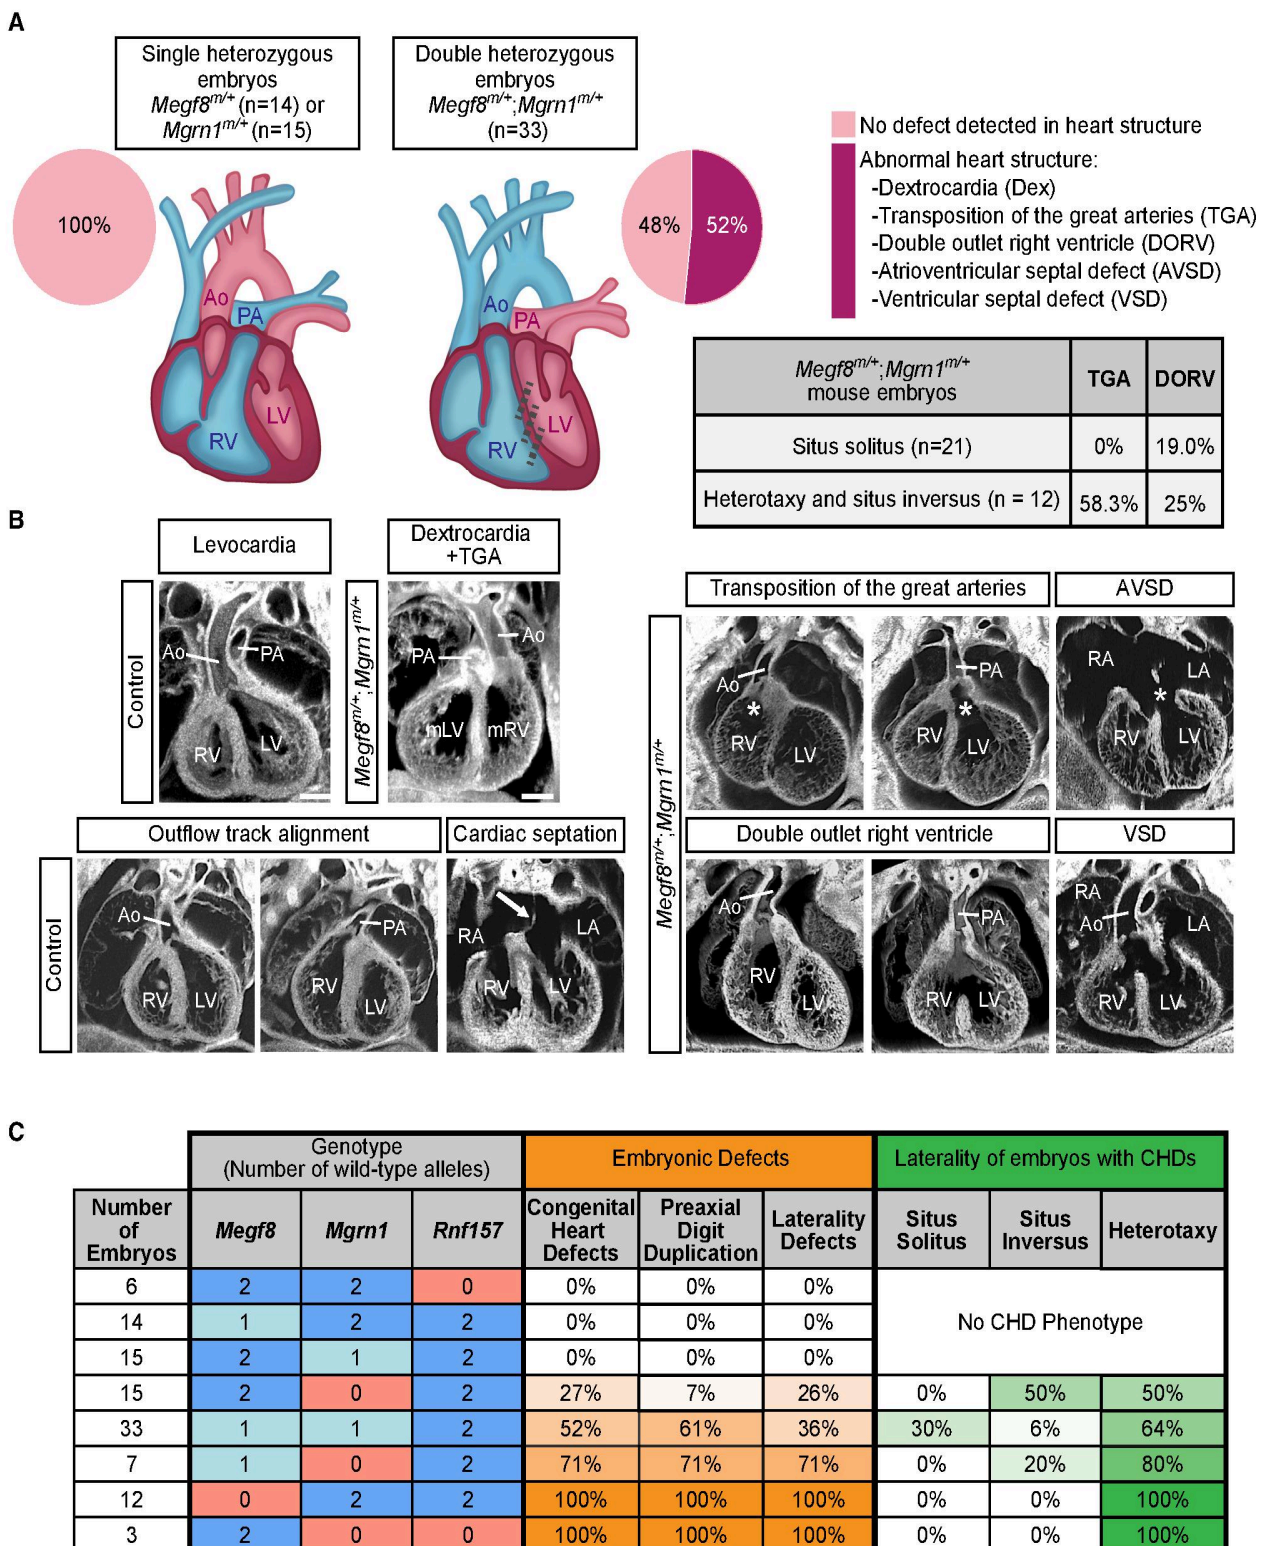 A
Single heterozygous
embryos
Megf8m/+ (n=14) or
Mgrn1m/+ (n=15)
Double heterozygous
embryos
Megf8m/+;Mgrn1m/+
(n=33)
100%
48%
52%
No defect detected in heart structure
Abnormal heart structure:
-Dextrocardia (Dex)
-Transposition of the great arteries (TGA)
-Double outlet right ventricle (DORV)
-Atrioventricular septal defect (AVSD)
-Ventricular septal defect (VSD)
Ao
PA
RV
LV
Ao
PA
RV
LV
Megf8m/+;Mgrn1m/+
mouse embryos
TGA
DORV
Situs solitus (n=21)
0%
19.0%
Heterotaxy and situs inversus (n = 12)
58.3%
25%
B
Levocardia
Dextrocardia
+TGA
Control
Ao
PA
RV
LV
Megf8m/+;Mgrn1m/+
Ao
PA
mLV
mRV
Outflow track alignment
Cardiac septation
Control
Ao
RV
LV
PA
RV
LV
RA
LA
RV
LV
Transposition of the great arteries
AVSD
Megf8m/+;Mgrn1m/+
Ao
*
RV
LV
PA
*
RV
LV
RA
LA
*
RV
LV
Double outlet right ventricle
VSD
Ao
RV
LV
PA
RV
LV
RA
Ao
LA
RV
LV
C
Genotype
(Number of wild-type alleles)
Embryonic Defects
Laterality of embryos with CHDs
Number
of
Embryos
Megf8
Mgrn1
Rnf157
Congenital
Heart
Defects
Preaxial
Digit
Duplication
Laterality
Defects
Situs
Solitus
Situs
Inversus
Heterotaxy
6 2 2 0 0% 0% 0%
14 1 2 2 0% 0% 0%
No CHD Phenotype
15 2 1 2 0% 0% 0%
15 2 0 2 27% 7% 26% 0% 50% 50%
33 1 1 2 52% 61% 36% 30% 6% 64%
7 1 0 2 71% 71% 71% 0% 20% 80%
12 0 2 2 100% 100% 100% 0% 0% 100%
3 2 0 0 100% 100% 100% 0% 0% 100%